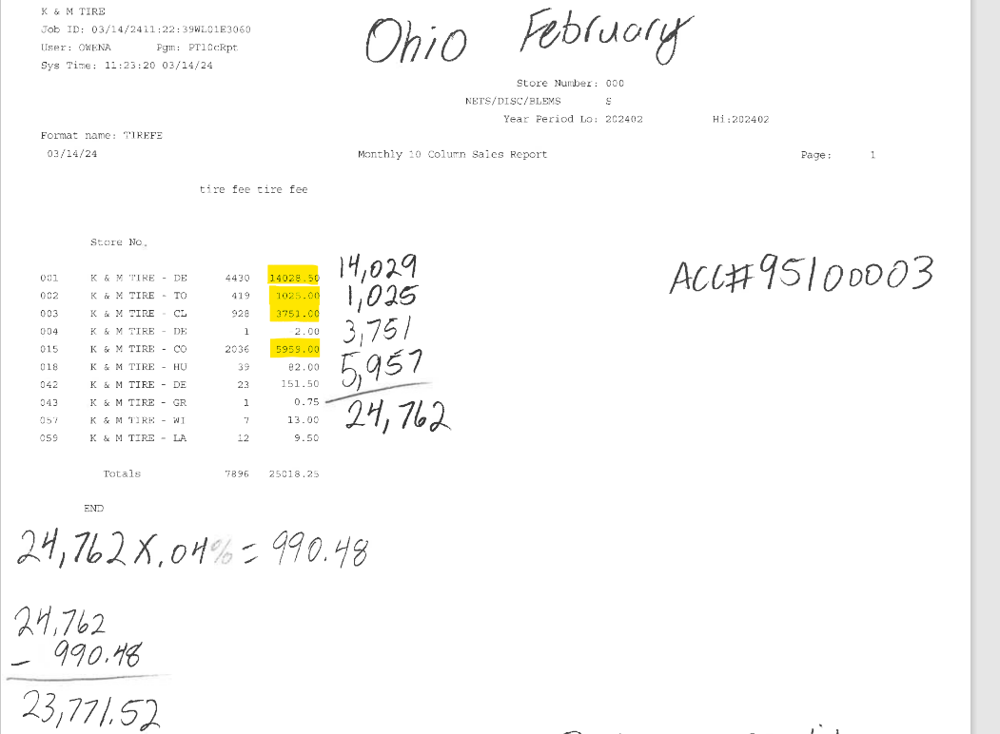 K & M TIRE
Job ID: 03/14/2411:22:39WL01E3060
User: OWENA Pgm: PT10cRpt
Sys Time: 11:23:20 03/14/24
Ohio February
Store Number: 000
NETS/DISC/BLEMS S
Year Period Lo: 202402 Hi:202402
Format name: TIREFE
03/14/24 Monthly 10 Column Sales Report Page: 1
tire fee tire fee
Store No.
14,029
001 K & M TIRE - DE 4430 14028.50
ACC#95100003
002 K & M TIRE - TO 419 1025.00 1,025
003 K & M TIRE - CL 928 3751.00 3,751
004 K & M TIRE - DE 1 2.00
015 K & M TIRE - CO 2036 5959.00 5,957
018 K & M TIRE - HU 39 82.00
042 K & M TIRE - DE 23 151.50
043 K & M TIRE - GR 1 0.75
24,762
057 K & M TIRE - WI 7 13.00
059 K & M TIRE - LA 12 9.50
Totals 7896 25018.25
END
24,762 X .04% = 990.48
24,762
- 990.48
23,771.52